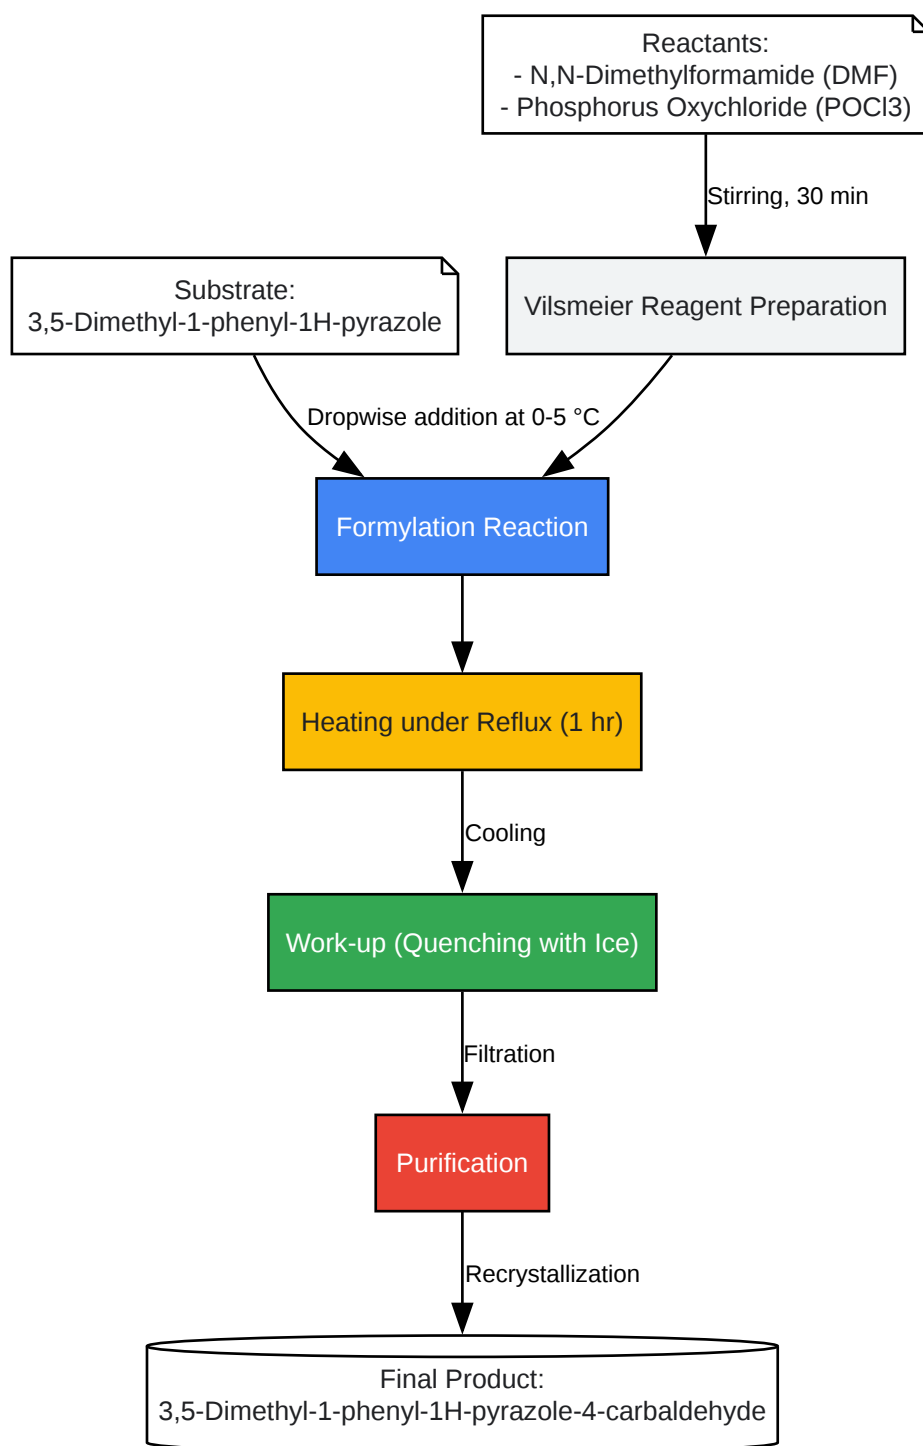 Reactants:
- N,N-Dimethylformamide (DMF)
- Phosphorus Oxychloride (POCl3)
Stirring, 30 min
Substrate:
3,5-Dimethyl-1-phenyl-1H-pyrazole
Vilsmeier Reagent Preparation
Dropwise addition at 0-5 °C
Formylation Reaction
Heating under Reflux (1 hr)
Cooling
Work-up (Quenching with Ice)
Filtration
Purification
Recrystallization
Final Product:
3,5-Dimethyl-1-phenyl-1H-pyrazole-4-carbaldehyde